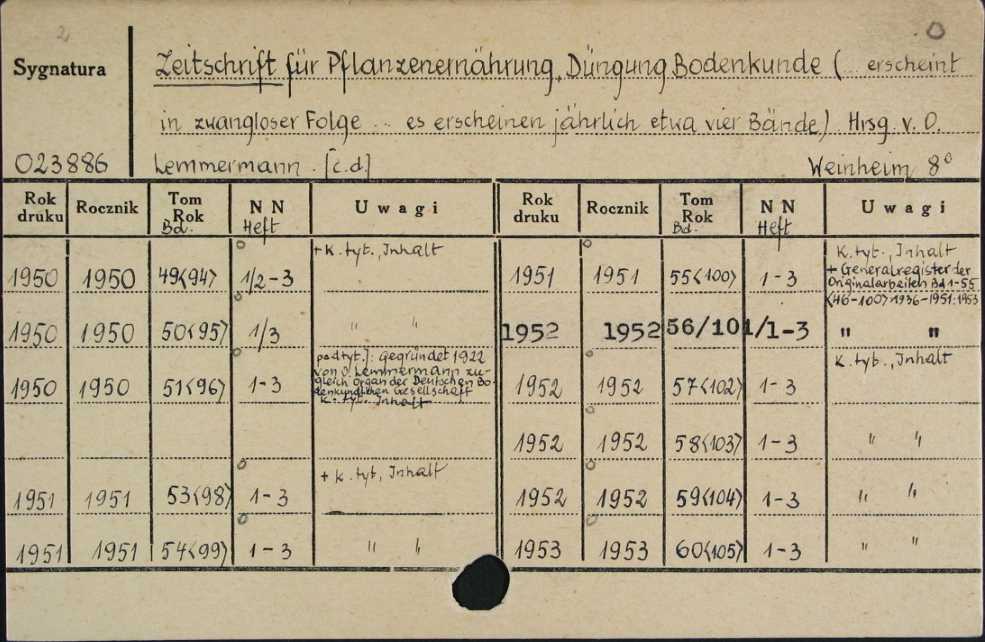 2
Sygnatura
Zeitschrift für Pflanzenernährung, Düngung, Bodenkunde (... erscheint
in zwangloser Folge ... es erscheinen jährlich etwa vier Bände) Hrsg. v. O.
023886 Lemmermann. [c.d.] Weinheim 8°
Rok druku Rocznik Tom Rok Bd. NN Heft Uwagi Rok druku Rocznik Tom Rok Bd. NN Heft Uwagi
1950 1950 49<94> 1/2-3 + k. tyt., Inhalt
1951 1951 55<100> 1-3 k. tyt., Inhalt
+ Generalregister der
Originalarbeiten Bd 1-55
<46-100> 1936-1951:1953
1950 1950 50<95> 1/3 " "
1952 1952 56/101/1-3 " "
1950 1950 51<96> 1-3 podtyt.]: gegründet 1922
von O. Lemmermann zu-
gleich Organ der Deutschen Bo-
denkundlichen Gesellschaft
k. tyt. Inhalt
1952 1952 57<102> 1-3 k. tyt., Inhalt
1952 1952 58<103> 1-3 " "
1951 1951 53<98> 1-3 + k. tyt., Inhalt
1952 1952 59<104> 1-3 " "
1951 1951 54<99> 1-3 " "
1953 1953 60<105> 1-3 " "